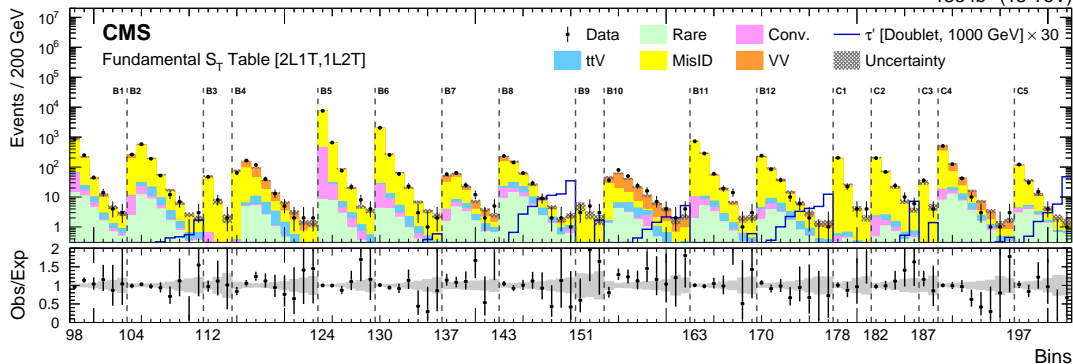 CMS
Fundamental S_T Table [2L1T,1L2T]
Data
Rare
Conv.
τ' [Doublet, 1000 GeV] × 30
ttV
MisID
VV
Uncertainty
Events / 200 GeV
10^7
10^6
10^5
10^4
10^3
10^2
10
1
B1 B2 B3 B4 B5 B6 B7 B8 B9 B10 B11 B12 C1 C2 C3 C4 C5
Obs/Exp
2
1.5
1
0.5
0
98 104 112 124 130 137 143 151 163 170 178 182 187 197
Bins